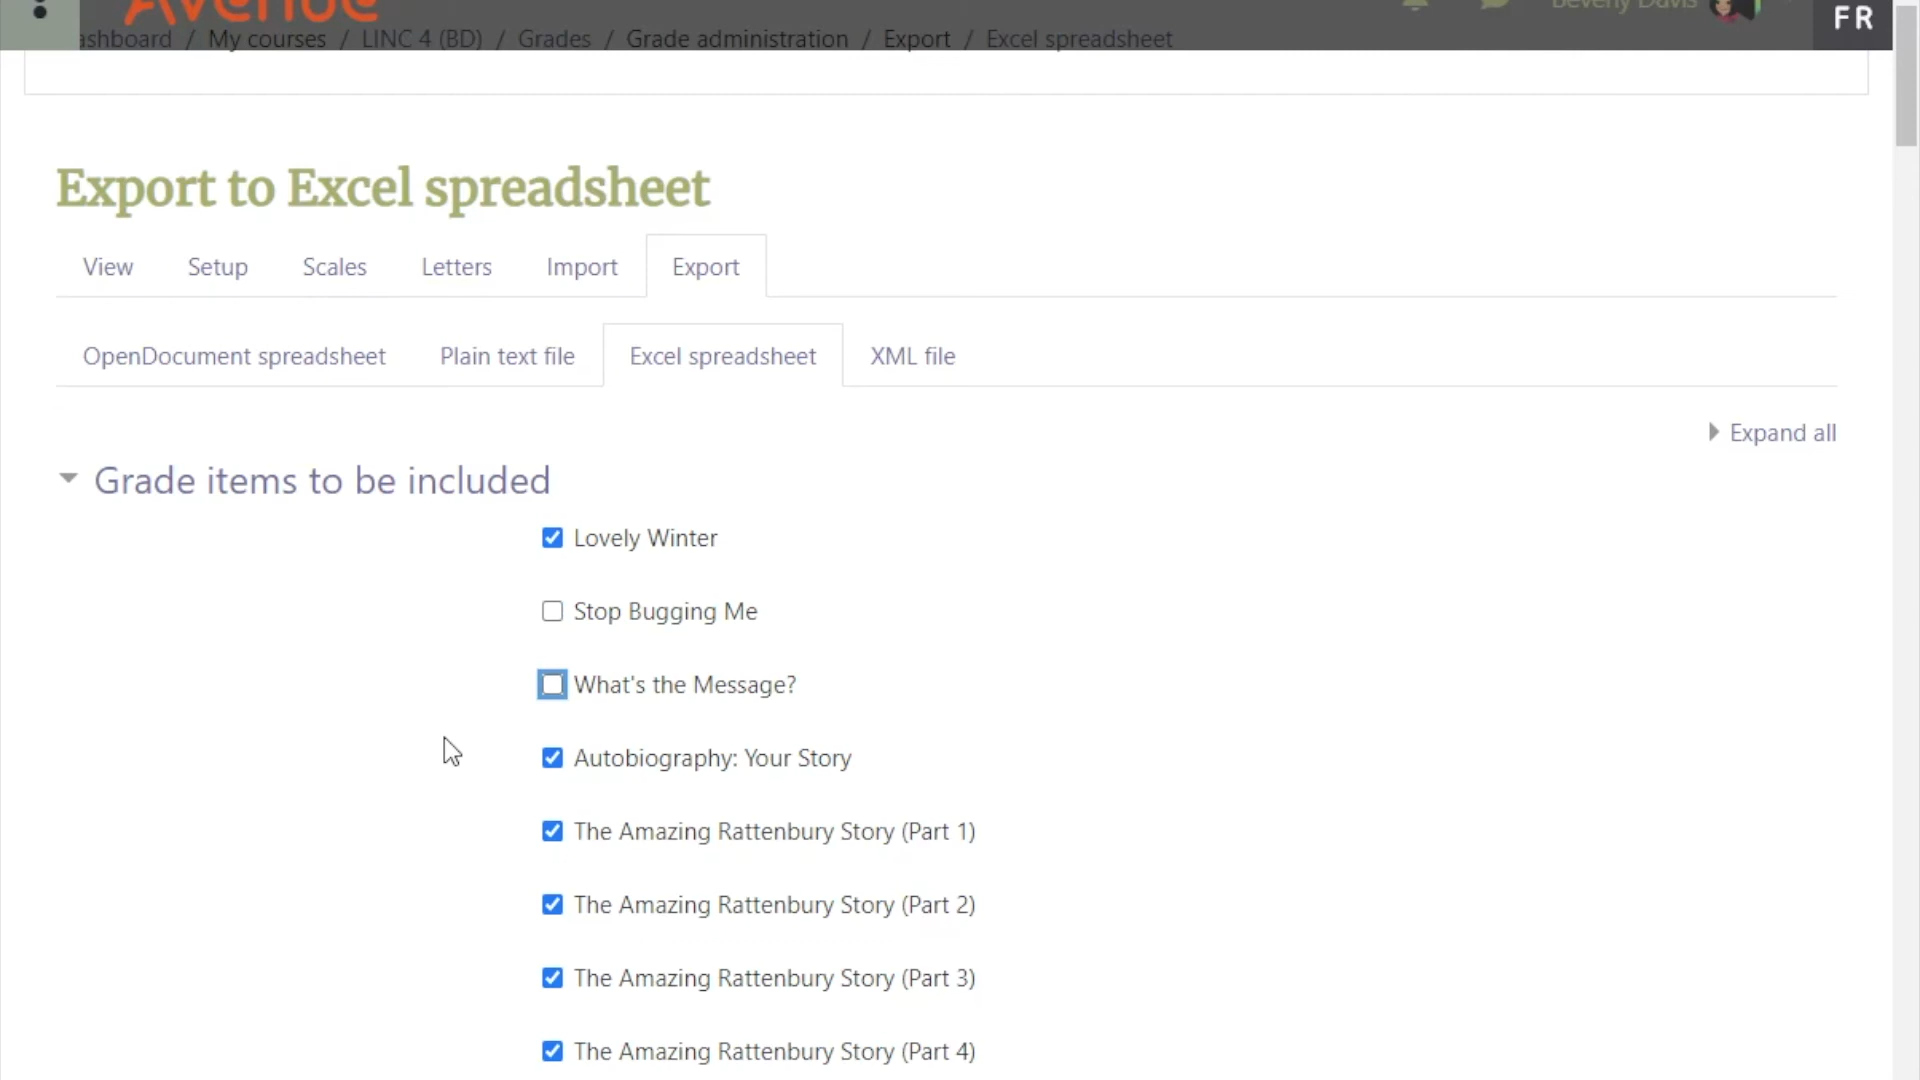 Avenue
Beverly Davis
FR
ashboard / My courses / LINC 4 (BD) / Grades / Grade administration / Export / Excel spreadsheet
Export to Excel spreadsheet
View Setup Scales Letters Import Export
OpenDocument spreadsheet Plain text file Excel spreadsheet XML file
Expand all
Grade items to be included
Lovely Winter
Stop Bugging Me
What's the Message?
Autobiography: Your Story
The Amazing Rattenbury Story (Part 1)
The Amazing Rattenbury Story (Part 2)
The Amazing Rattenbury Story (Part 3)
The Amazing Rattenbury Story (Part 4)